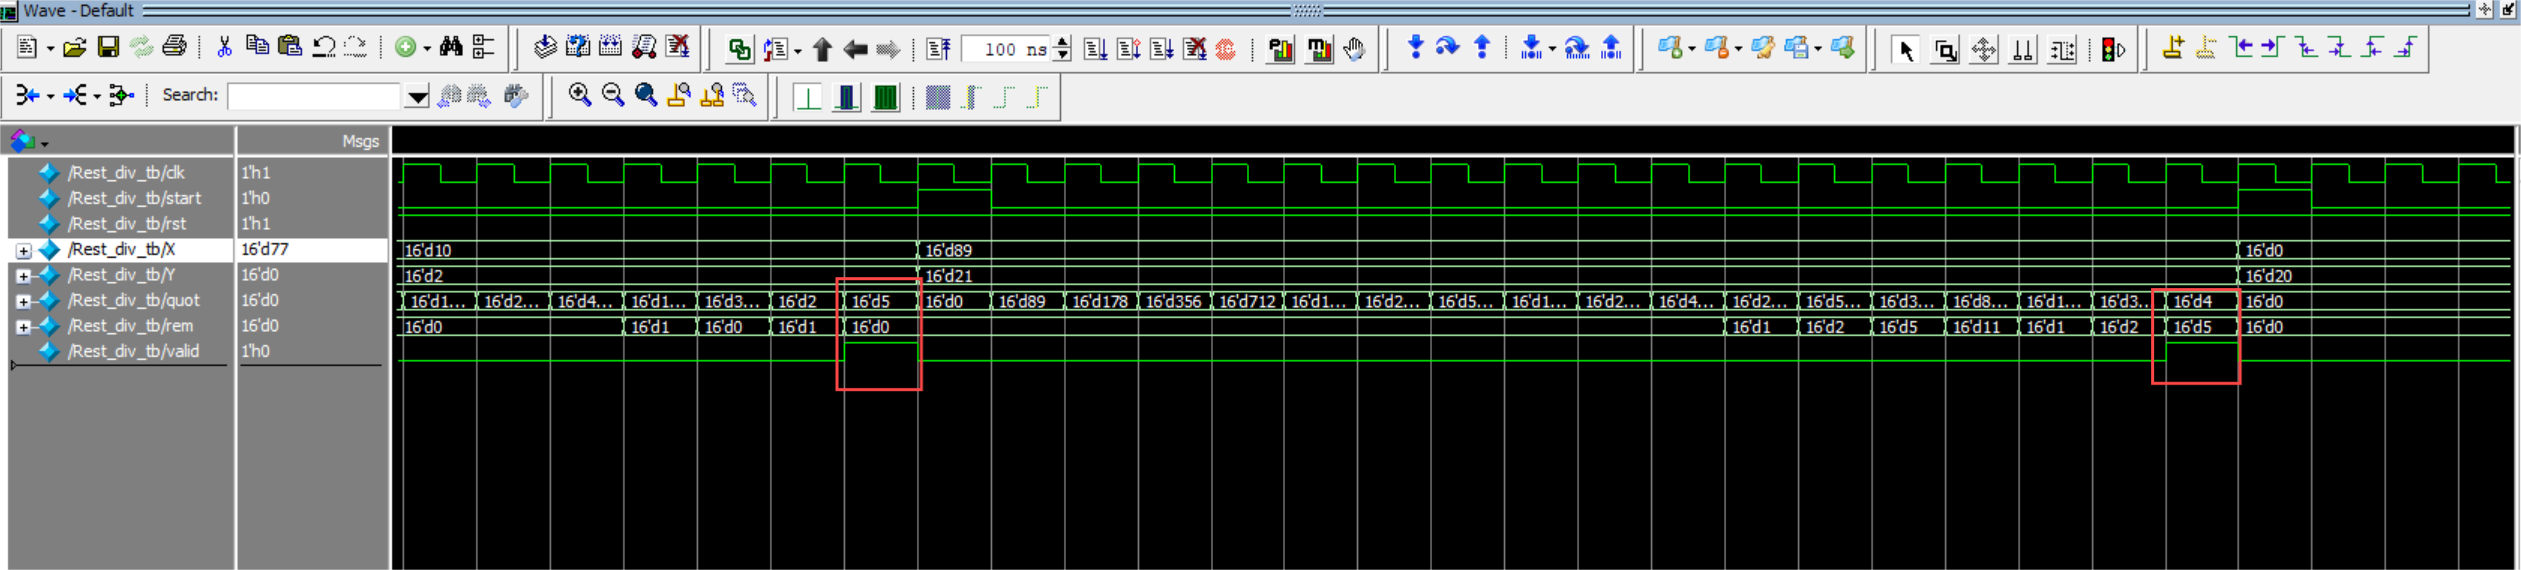 Wave - Default
100 ns
Search:
Msgs
/Rest_div_tb/clk 1'h1
/Rest_div_tb/start 1'h0
/Rest_div_tb/rst 1'h1
/Rest_div_tb/X 16'd77 16'd10 16'd89 16'd0
/Rest_div_tb/Y 16'd0 16'd2 16'd21 16'd20
/Rest_div_tb/quot 16'd0 16'd1... 16'd2... 16'd4... 16'd1... 16'd3... 16'd2 16'd5 16'd0 16'd89 16'd178 16'd356 16'd712 16'd1... 16'd2... 16'd5... 16'd1... 16'd2... 16'd4... 16'd2... 16'd5... 16'd3... 16'd8... 16'd1... 16'd3... 16'd4 16'd0
/Rest_div_tb/rem 16'd0 16'd0 16'd1 16'd0 16'd1 16'd0 16'd1 16'd2 16'd5 16'd11 16'd1 16'd2 16'd5 16'd0
/Rest_div_tb/valid 1'h0